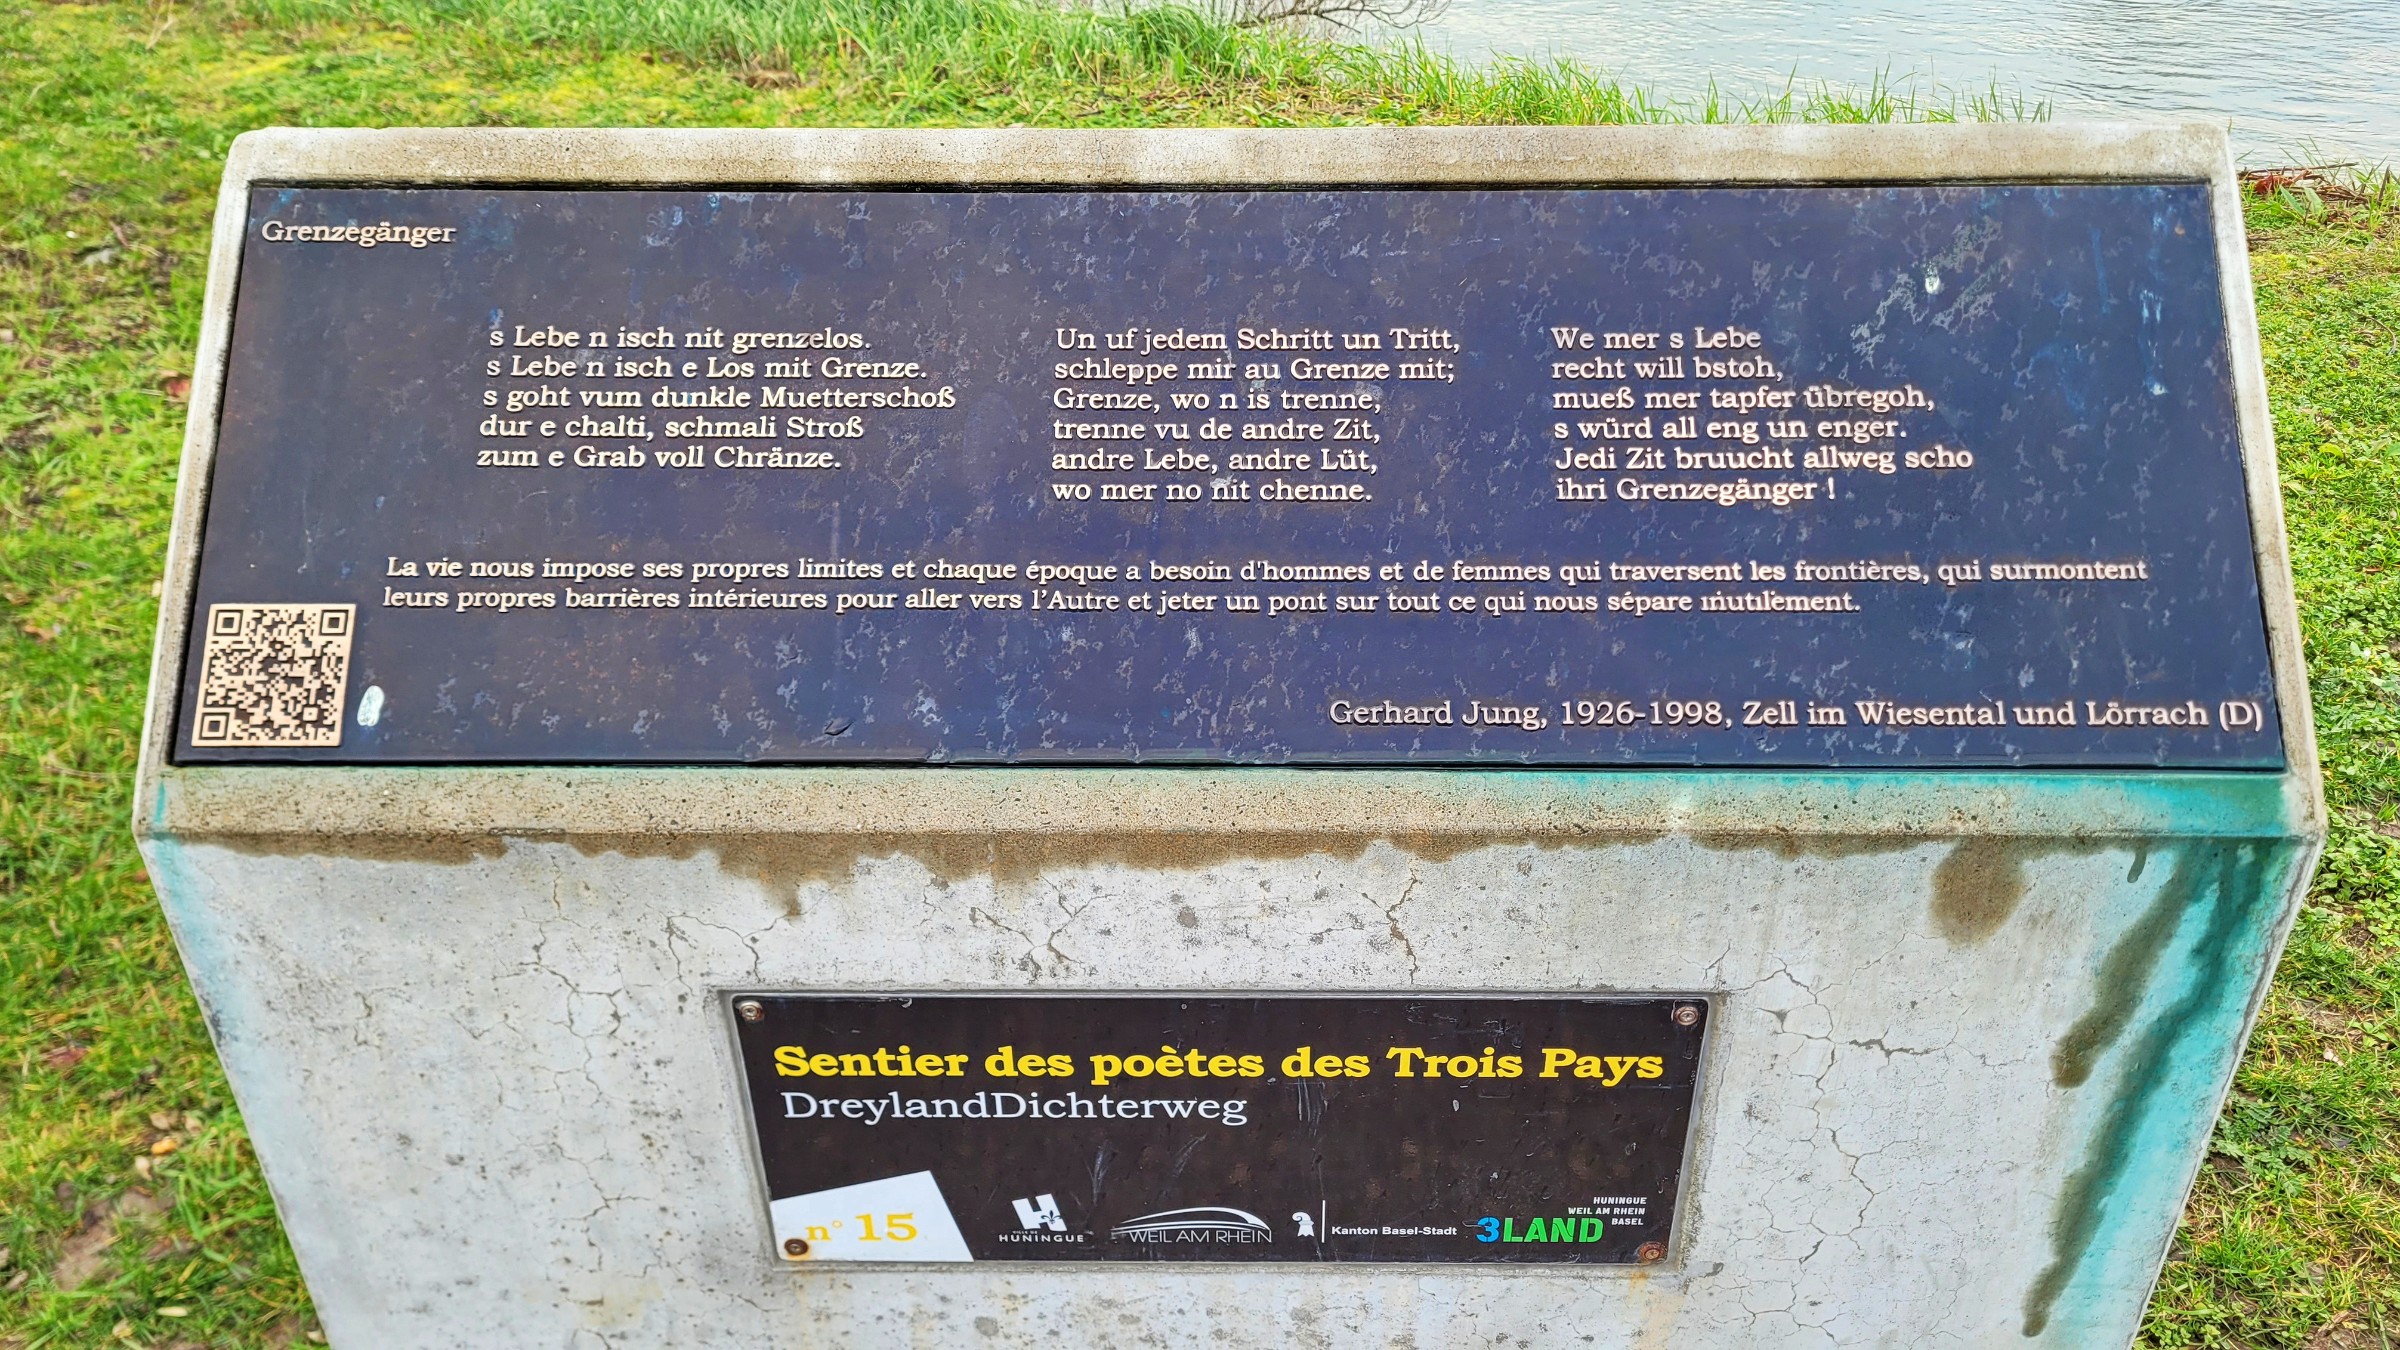 Grenzegänger
s Lebe n isch nit grenzelos.
s Lebe n isch e Los mit Grenze.
s goht vum dunkle Muetterschoß
dur e chalti, schmali Stroß
zum e Grab voll Chränze.
Un uf jedem Schritt un Tritt,
schleppe mir au Grenze mit;
Grenze, wo n is trenne,
trenne vu de andre Zit,
andre Lebe, andre Lüt,
wo mer no nit chenne.
We mer s Lebe
recht will bstoh,
mueß mer tapfer übregoh,
s würd all eng un enger.
Jedi Zit bruucht allweg scho
ihri Grenzegänger !
La vie nous impose ses propres limites et chaque époque a besoin d'hommes et de femmes qui traversent les frontières, qui surmontent
leurs propres barrières intérieures pour aller vers l'Autre et jeter un pont sur tout ce qui nous sépare inutilement.
Gerhard Jung, 1926-1998, Zell im Wiesental und Lörrach (D)
Sentier des poètes des Trois Pays
DreylandDichterweg
n° 15
VILLE DE
HUNINGUE
WEIL AM RHEIN
Kanton Basel-Stadt
3LAND
HUNINGUE
WEIL AM RHEIN
BASEL